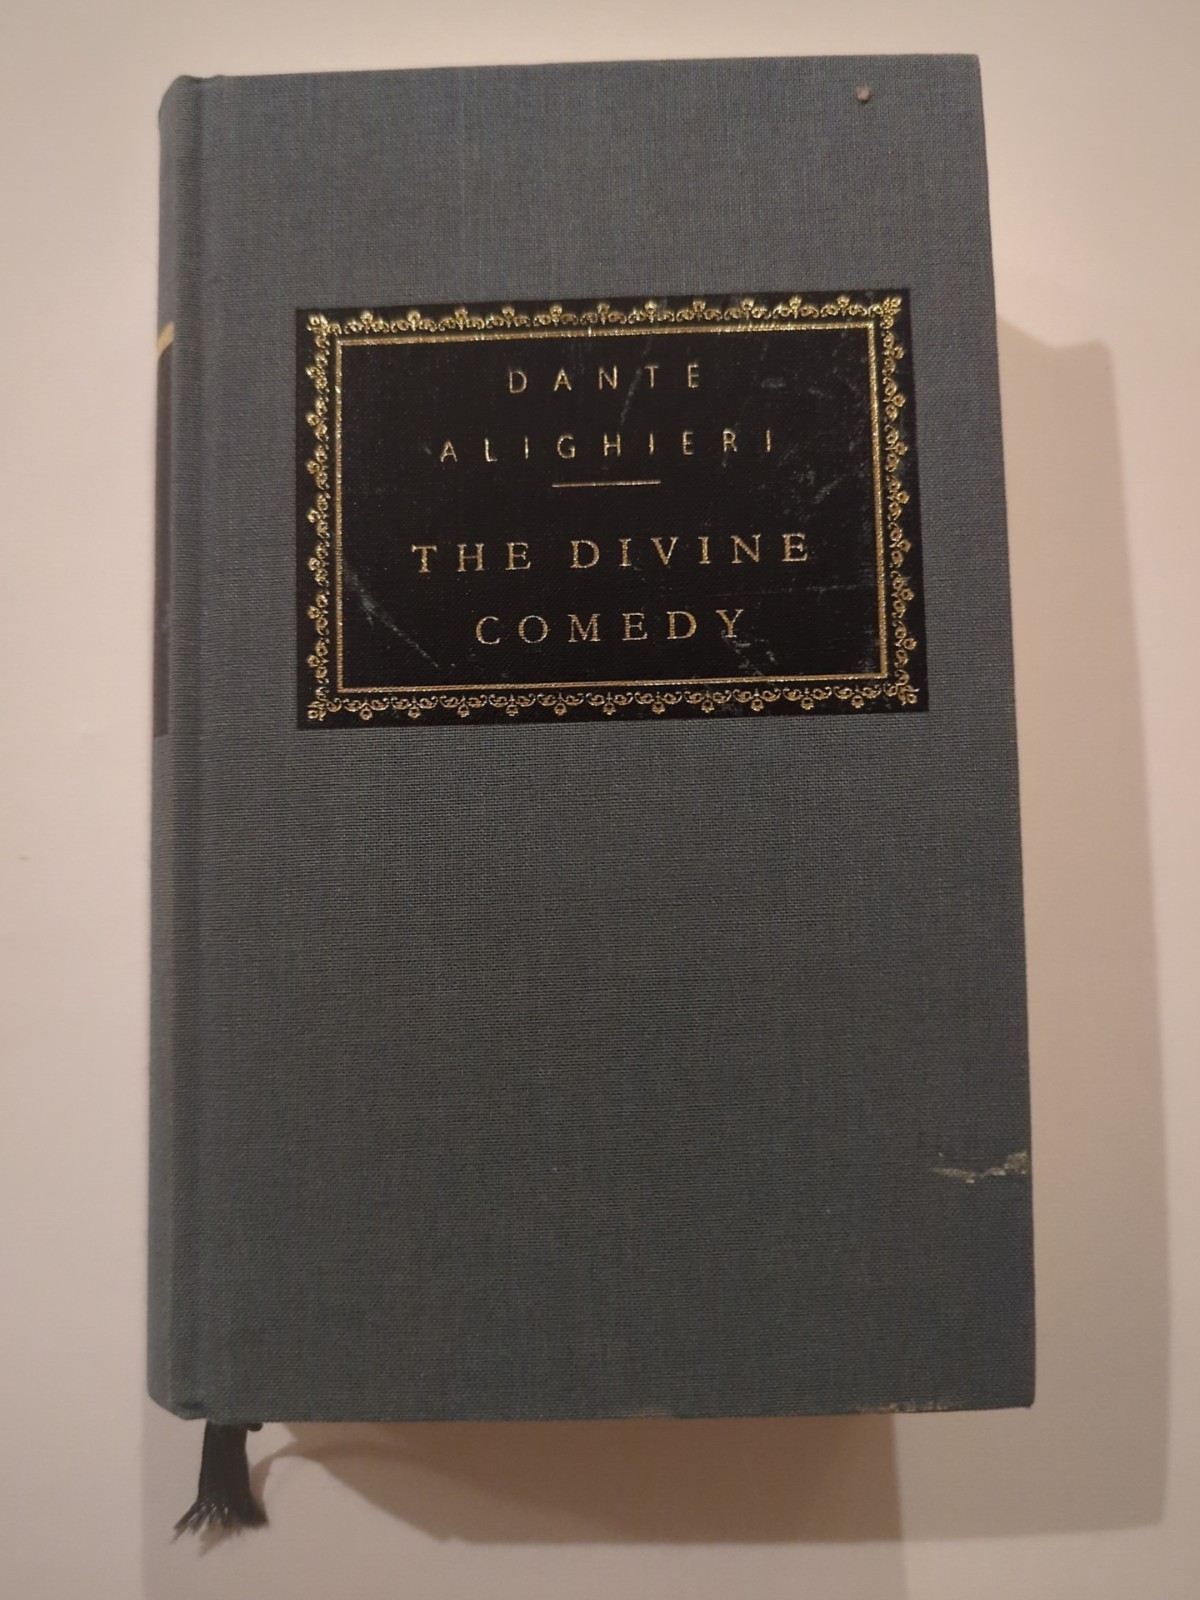 DANTE
ALIGHIERI
THE DIVINE
COMEDY